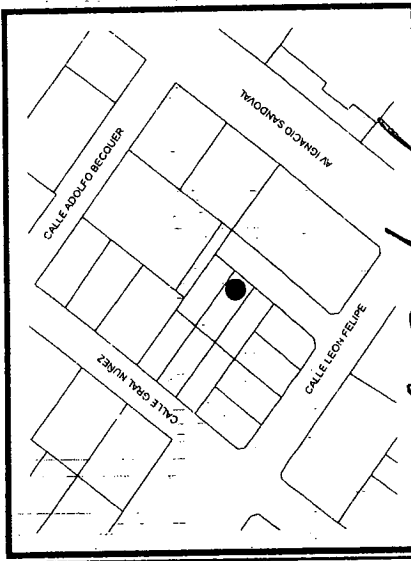 AV IGNACIO SANDOVAL
CALLE ADOLFO BECQUER
CALLE LEON FELIPE
CALLE GRAL NUÑEZ